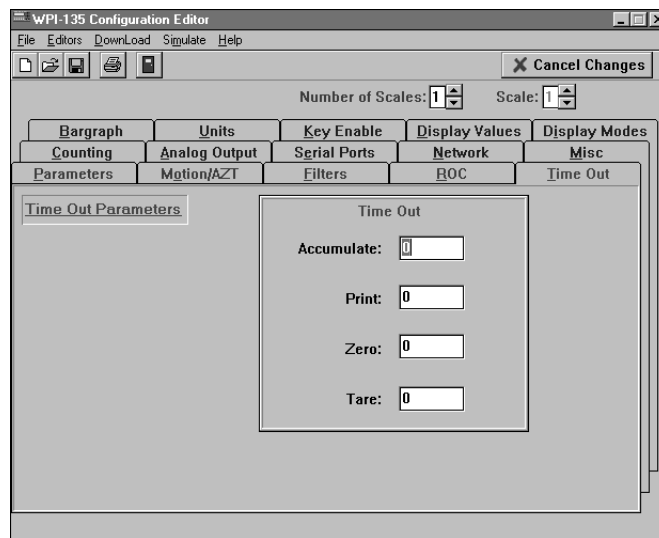 WPI-135 Configuration Editor
File Editors DownLoad Simulate Help
Cancel Changes
Number of Scales: 1 Scale: 1
Bargraph Units Key Enable Display Values Display Modes
Counting Analog Output Serial Ports Network Misc
Parameters Motion/AZT Filters ROC Time Out
Time Out Parameters
Time Out
Accumulate: 0
Print: 0
Zero: 0
Tare: 0